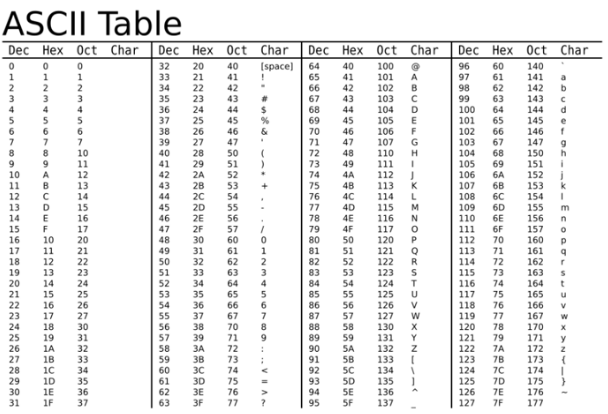 ASCII Table
Dec Hex Oct Char Dec Hex Oct Char Dec Hex Oct Char Dec Hex Oct Char
0 0 0 32 20 40 [space] 64 40 100 @ 96 60 140 `
1 1 1 33 21 41 ! 65 41 101 A 97 61 141 a
2 2 2 34 22 42 " 66 42 102 B 98 62 142 b
3 3 3 35 23 43 # 67 43 103 C 99 63 143 c
4 4 4 36 24 44 $ 68 44 104 D 100 64 144 d
5 5 5 37 25 45 % 69 45 105 E 101 65 145 e
6 6 6 38 26 46 & 70 46 106 F 102 66 146 f
7 7 7 39 27 47 ' 71 47 107 G 103 67 147 g
8 8 10 40 28 50 ( 72 48 110 H 104 68 150 h
9 9 11 41 29 51 ) 73 49 111 I 105 69 151 i
10 A 12 42 2A 52 * 74 4A 112 J 106 6A 152 j
11 B 13 43 2B 53 + 75 4B 113 K 107 6B 153 k
12 C 14 44 2C 54 , 76 4C 114 L 108 6C 154 l
13 D 15 45 2D 55 - 77 4D 115 M 109 6D 155 m
14 E 16 46 2E 56 . 78 4E 116 N 110 6E 156 n
15 F 17 47 2F 57 / 79 4F 117 O 111 6F 157 o
16 10 20 48 30 60 0 80 50 120 P 112 70 160 p
17 11 21 49 31 61 1 81 51 121 Q 113 71 161 q
18 12 22 50 32 62 2 82 52 122 R 114 72 162 r
19 13 23 51 33 63 3 83 53 123 S 115 73 163 s
20 14 24 52 34 64 4 84 54 124 T 116 74 164 t
21 15 25 53 35 65 5 85 55 125 U 117 75 165 u
22 16 26 54 36 66 6 86 56 126 V 118 76 166 v
23 17 27 55 37 67 7 87 57 127 W 119 77 167 w
24 18 30 56 38 70 8 88 58 130 X 120 78 170 x
25 19 31 57 39 71 9 89 59 131 Y 121 79 171 y
26 1A 32 58 3A 72 : 90 5A 132 Z 122 7A 172 z
27 1B 33 59 3B 73 ; 91 5B 133 [ 123 7B 173 {
28 1C 34 60 3C 74 < 92 5C 134 \ 124 7C 174 |
29 1D 35 61 3D 75 = 93 5D 135 ] 125 7D 175 }
30 1E 36 62 3E 76 > 94 5E 136 ^ 126 7E 176 ~
31 1F 37 63 3F 77 ? 95 5F 137 _ 127 7F 177